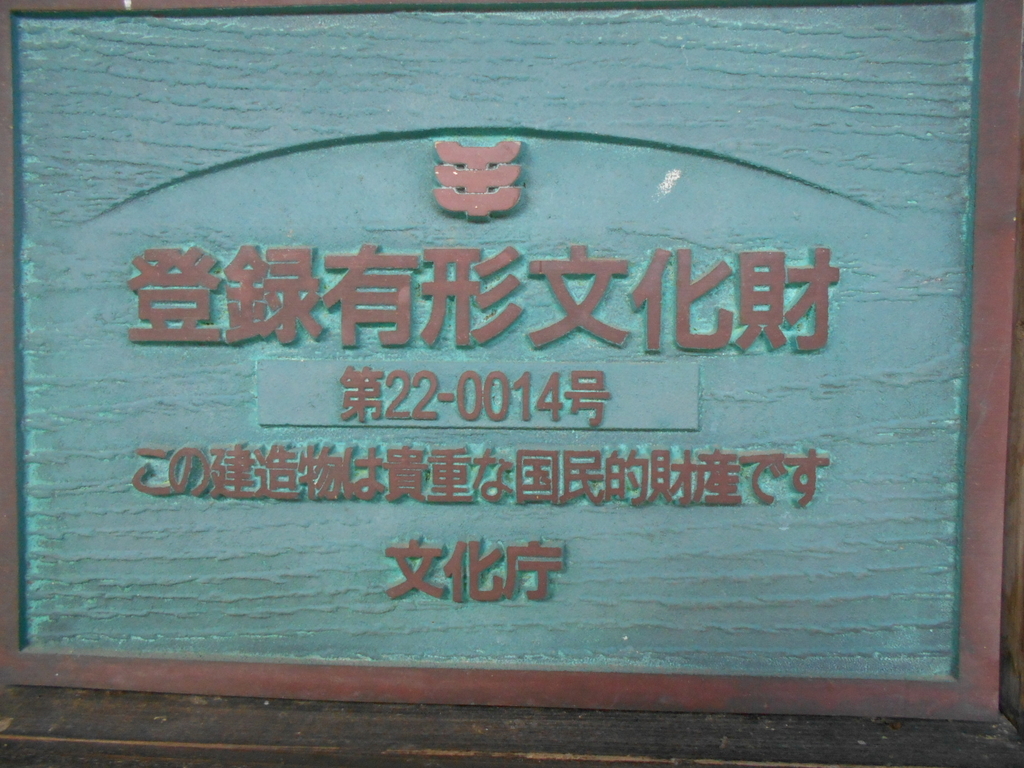 登録有形文化財
第22-0014号
この建造物は貴重な国民的財産です
文化庁